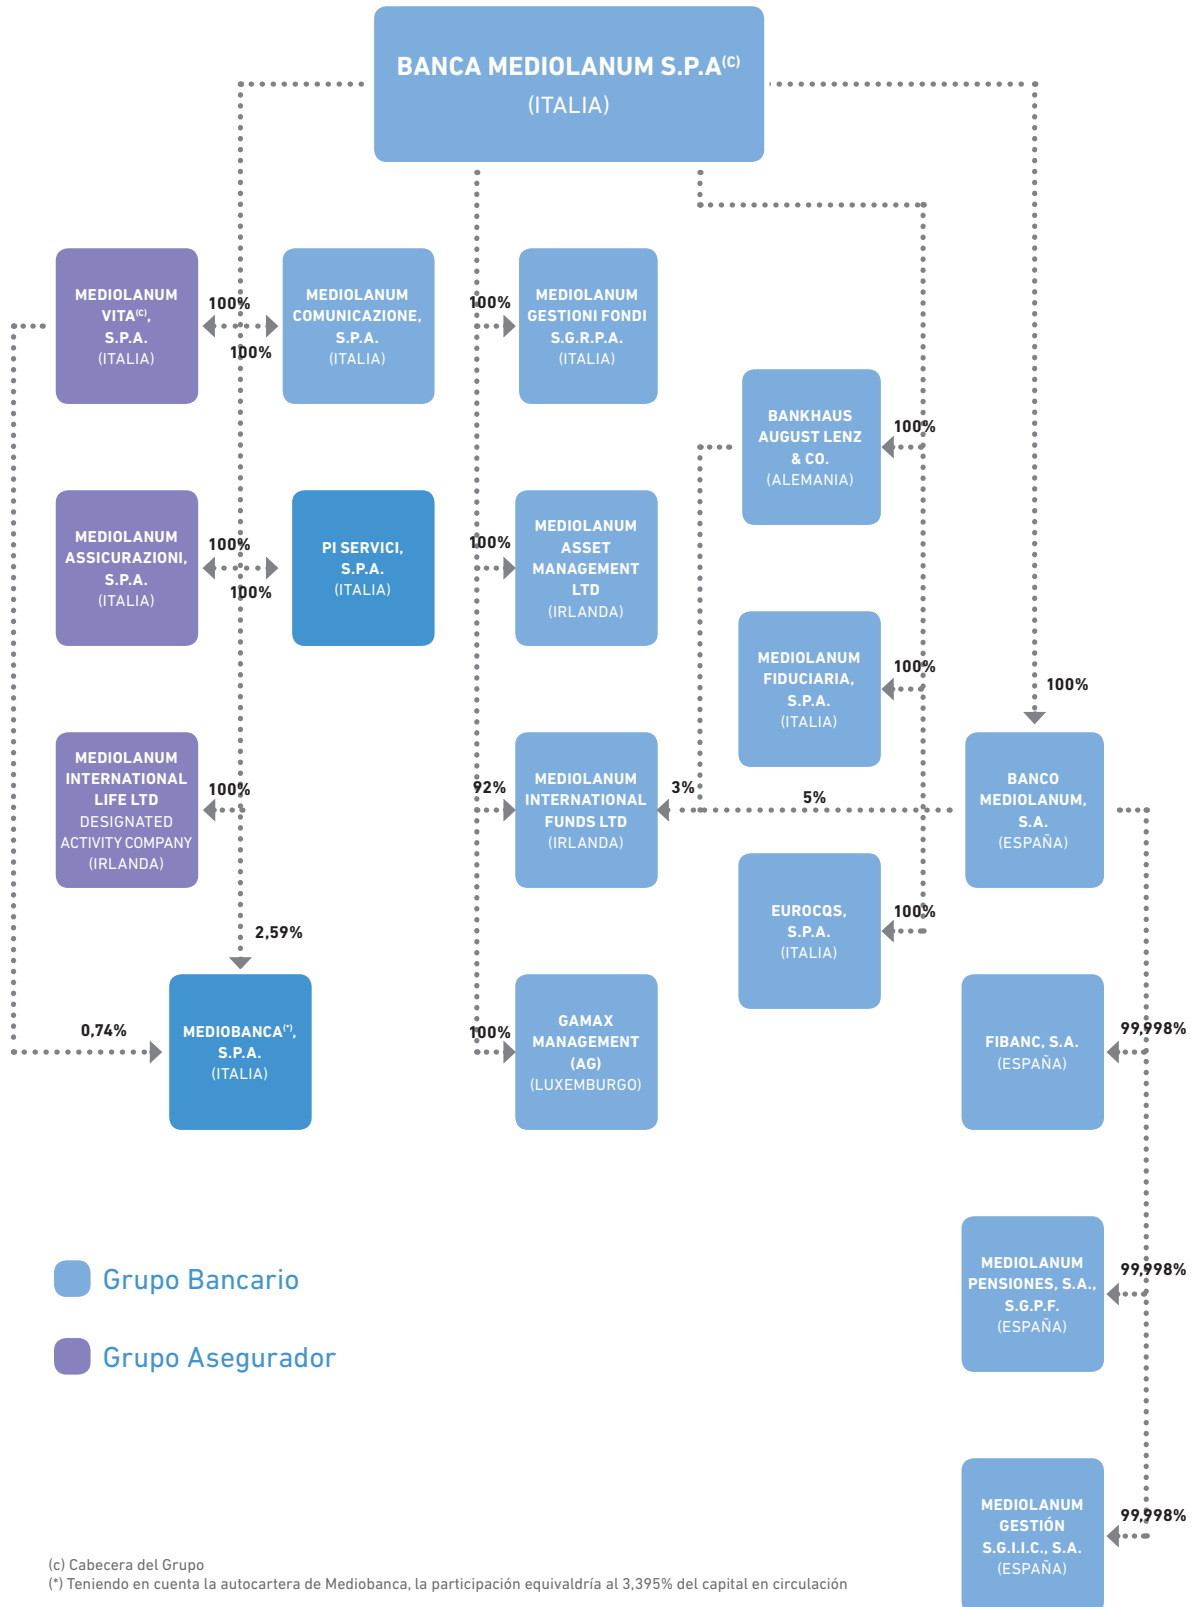 BANCA MEDIOLANUM S.P.A(C)
(ITALIA)
MEDIOLANUM
VITA(C),
S.P.A.
(ITALIA)
100%
100%
MEDIOLANUM
COMUNICAZIONE,
S.P.A.
(ITALIA)
100%
MEDIOLANUM
GESTIONI FONDI
S.G.R.P.A.
(ITALIA)
BANKHAUS
AUGUST LENZ
& CO.
(ALEMANIA)
100%
MEDIOLANUM
ASSICURAZIONI,
S.P.A.
(ITALIA)
100%
100%
PI SERVICI,
S.P.A.
(ITALIA)
100%
MEDIOLANUM
ASSET
MANAGEMENT
LTD
(IRLANDA)
MEDIOLANUM
FIDUCIARIA,
S.P.A.
(ITALIA)
100%
100%
MEDIOLANUM
INTERNATIONAL
LIFE LTD
DESIGNATED
ACTIVITY COMPANY
(IRLANDA)
100%
92%
MEDIOLANUM
INTERNATIONAL
FUNDS LTD
(IRLANDA)
3%
5%
BANCO
MEDIOLANUM,
S.A.
(ESPAÑA)
EUROCQS,
S.P.A.
(ITALIA)
100%
2,59%
0,74%
MEDIOBANCA(*),
S.P.A.
(ITALIA)
100%
GAMAX
MANAGEMENT
(AG)
(LUXEMBURGO)
FIBANC, S.A.
(ESPAÑA)
99,998%
MEDIOLANUM
PENSIONES, S.A.,
S.G.P.F.
(ESPAÑA)
99,998%
Grupo Bancario
Grupo Asegurador
MEDIOLANUM
GESTIÓN
S.G.I.I.C., S.A.
(ESPAÑA)
99,998%
(c) Cabecera del Grupo
(*) Teniendo en cuenta la autocartera de Mediobanca, la participación equivaldría al 3,395% del capital en circulación